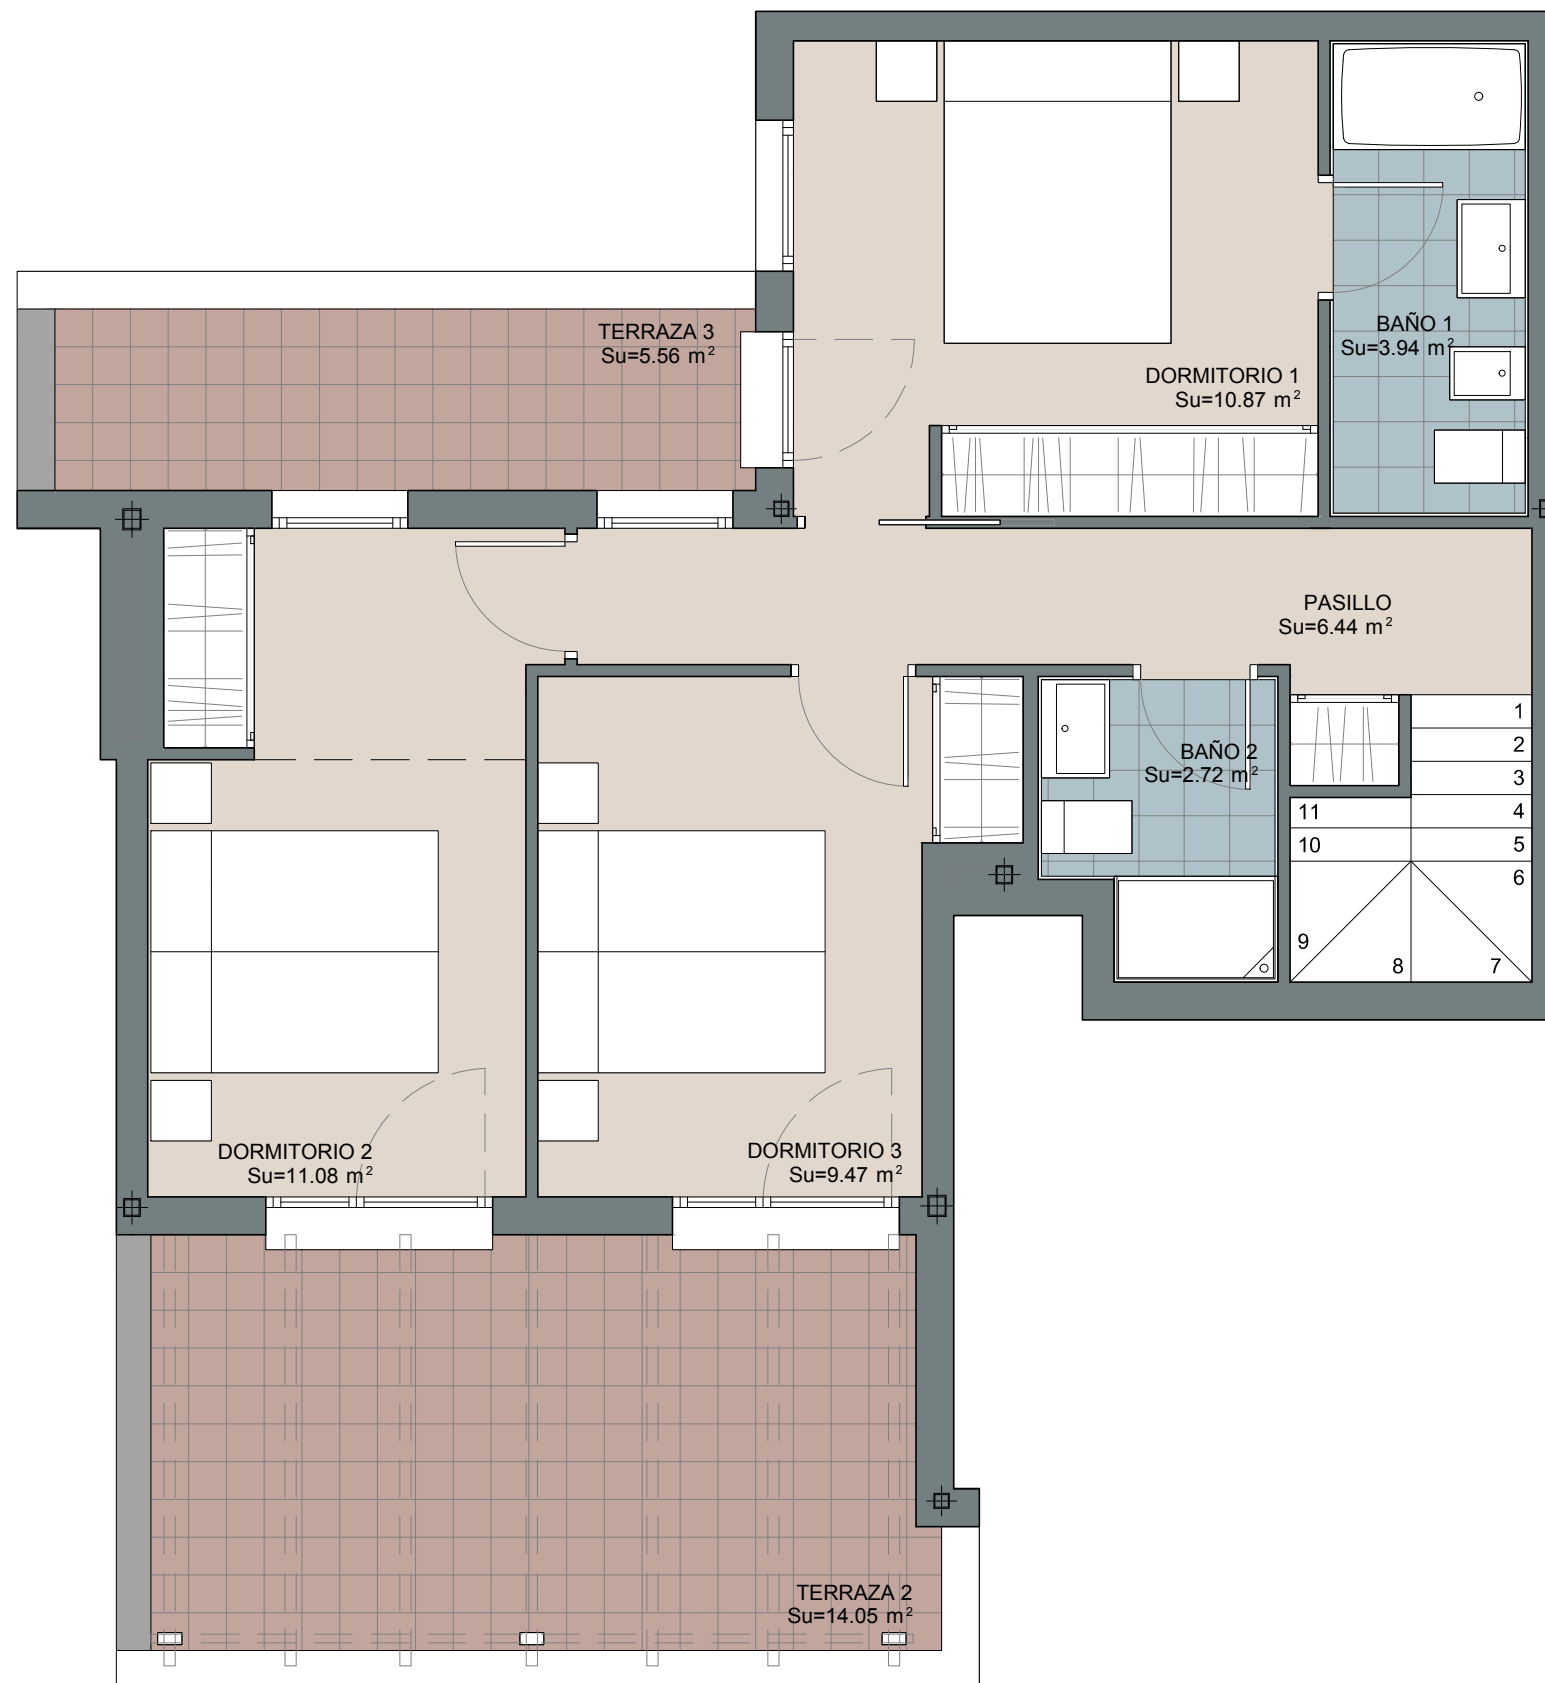 TERRAZA 3
Su=5.56 m²
BAÑO 1
Su=3.94 m²
DORMITORIO 1
Su=10.87 m²
PASILLO
Su=6.44 m²
BAÑO 2
Su=2.72 m²
1
2
3
11
4
10
5
6
9
8
7
DORMITORIO 2
Su=11.08 m²
DORMITORIO 3
Su=9.47 m²
TERRAZA 2
Su=14.05 m²